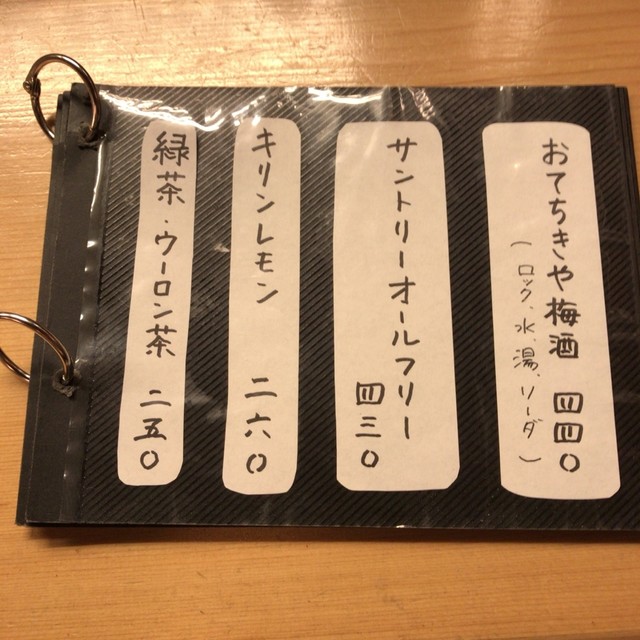 おてちきや梅酒 四四〇
(ロック、水、湯、ソーダ)
サントリーオールフリー
四三〇
キリンレモン 二六〇
緑茶・ウーロン茶 二五〇